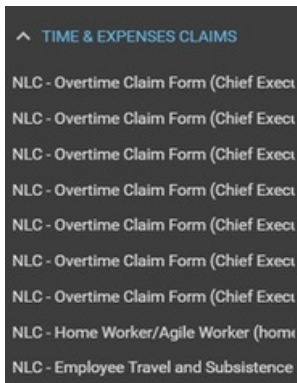 TIME & EXPENSES CLAIMS
NLC - Overtime Claim Form (Chief Execu
NLC - Overtime Claim Form (Chief Execu
NLC - Overtime Claim Form (Chief Execu
NLC - Overtime Claim Form (Chief Execu
NLC - Overtime Claim Form (Chief Execu
NLC - Overtime Claim Form (Chief Execu
NLC - Overtime Claim Form (Chief Execu
NLC - Home Worker/Agile Worker (home
NLC - Employee Travel and Subsistence